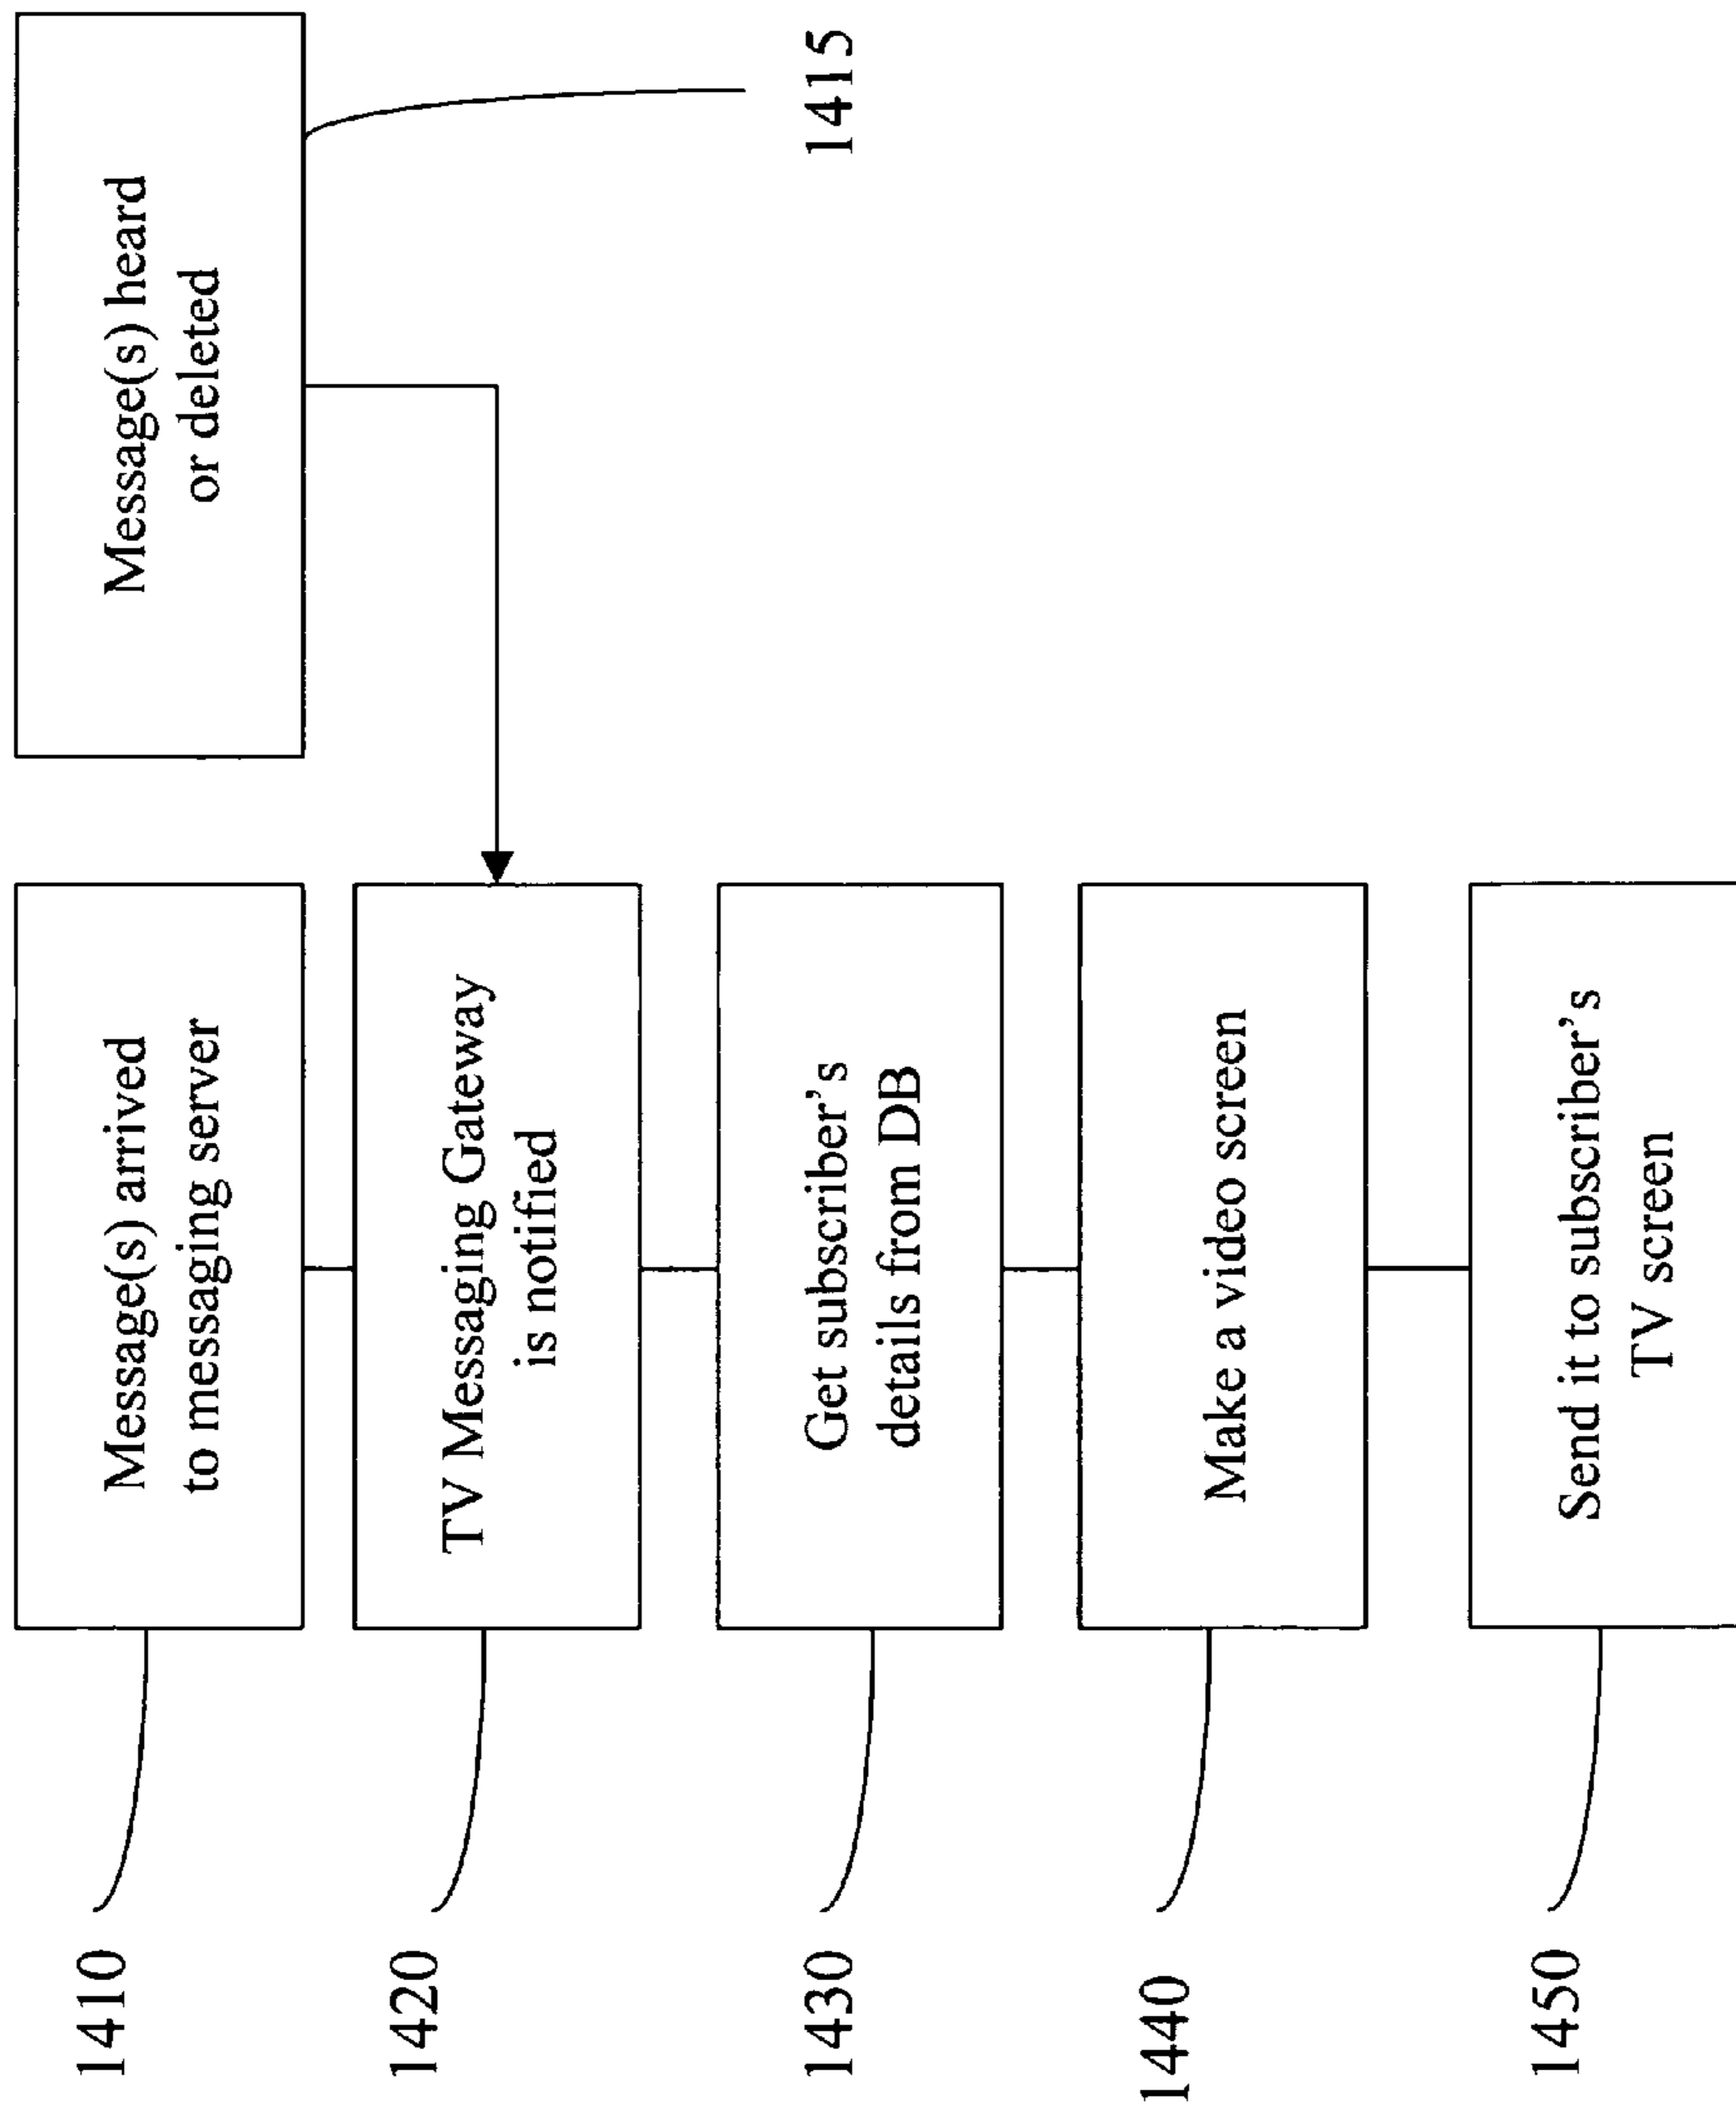 1410
Message(s) arrived
to messaging server
Message(s) heard
or deleted
1415
1420
TV Messaging Gateway
is notified
1430
Get subscriber's
details from DB
1440
Make a video screen
1450
Send it to subscriber's
TV screen